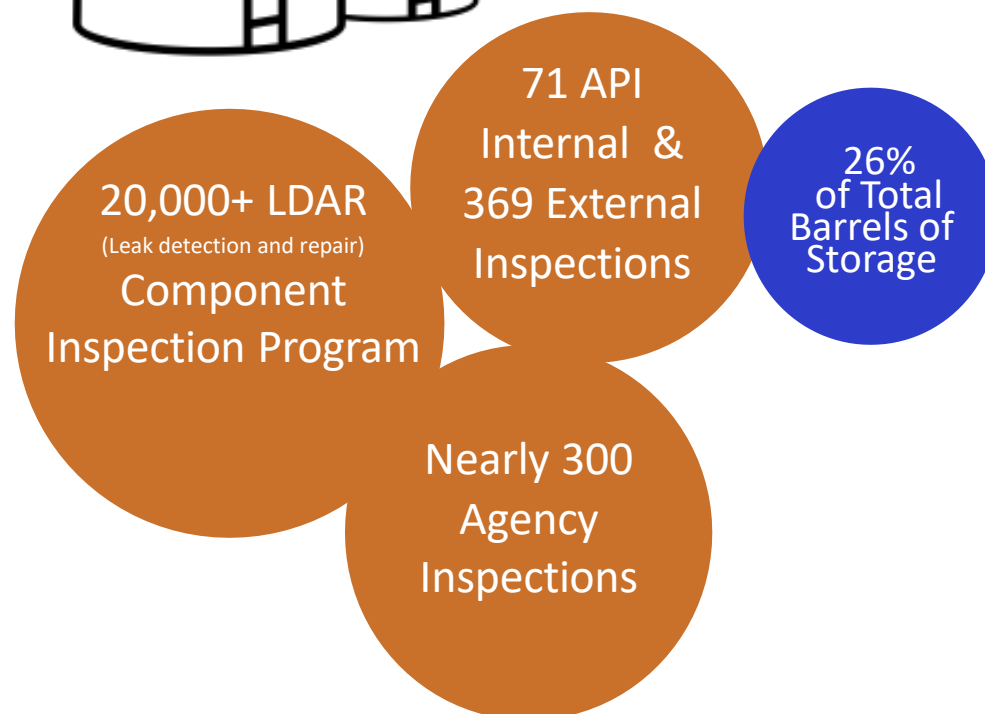 71 API
Internal &
369 External
Inspections
26%
of Total
Barrels of
Storage
20,000+ LDAR
(Leak detection and repair)
Component
Inspection Program
Nearly 300
Agency
Inspections